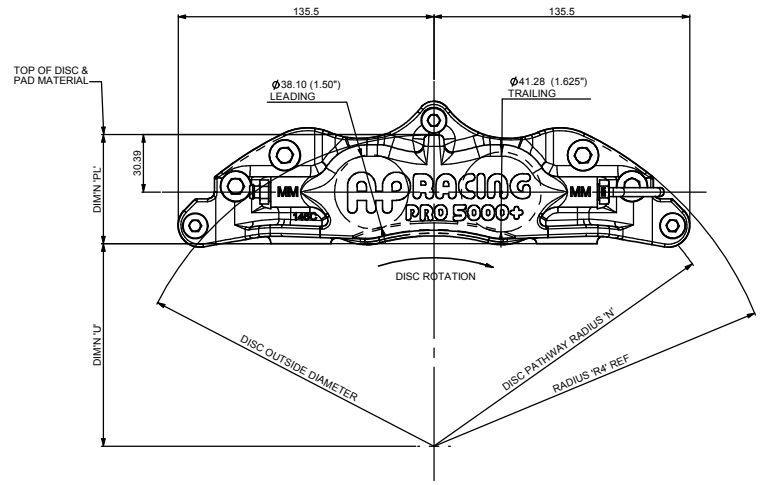 135.5
135.5
TOP OF DISC &
PAD MATERIAL
Ø38.10 (1.50")
LEADING
Ø41.28 (1.625")
TRAILING
30.39
DIM'N 'PL'
AP RACING
PRO 5000+
MM
MM
DISC ROTATION
DIM'N 'U'
DISC OUTSIDE DIAMETER
DISC PATHWAY RADIUS 'N'
RADIUS 'R4' REF